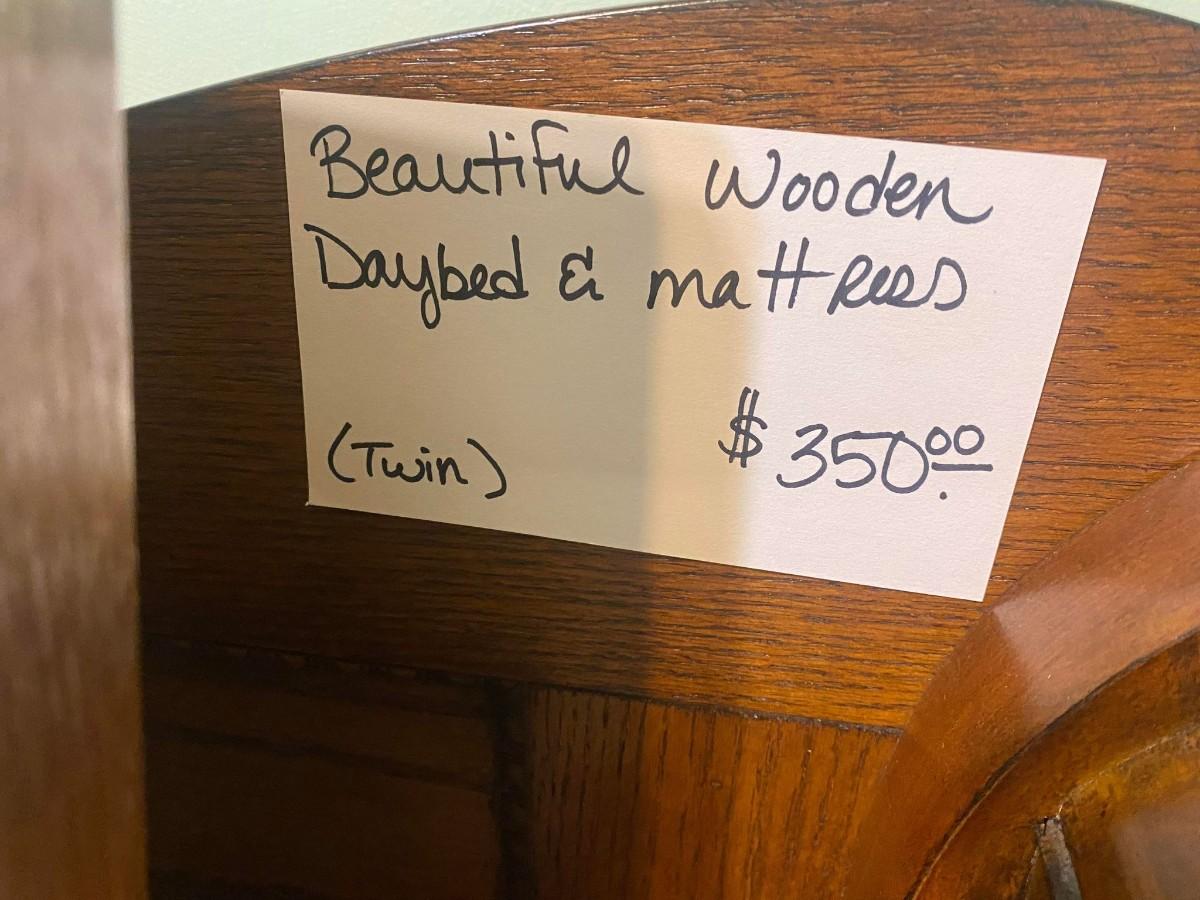 Beautiful Wooden
Daybed & mattress
(Twin) $350.00